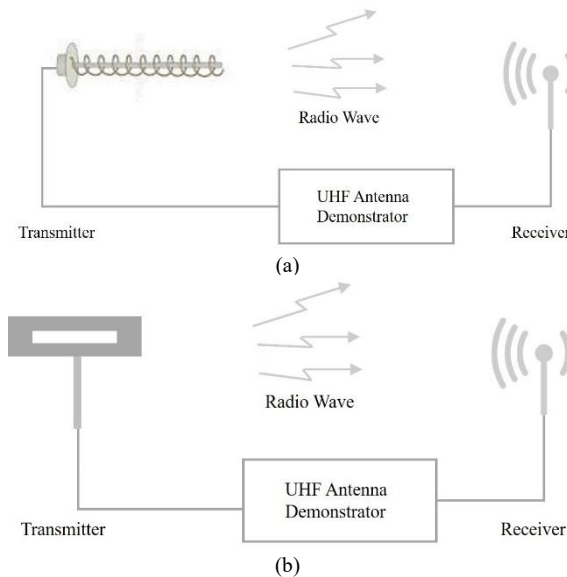 Radio Wave
UHF Antenna
Demonstrator
Transmitter
Receiver
(a)
Radio Wave
UHF Antenna
Demonstrator
Transmitter
Receiver
(b)